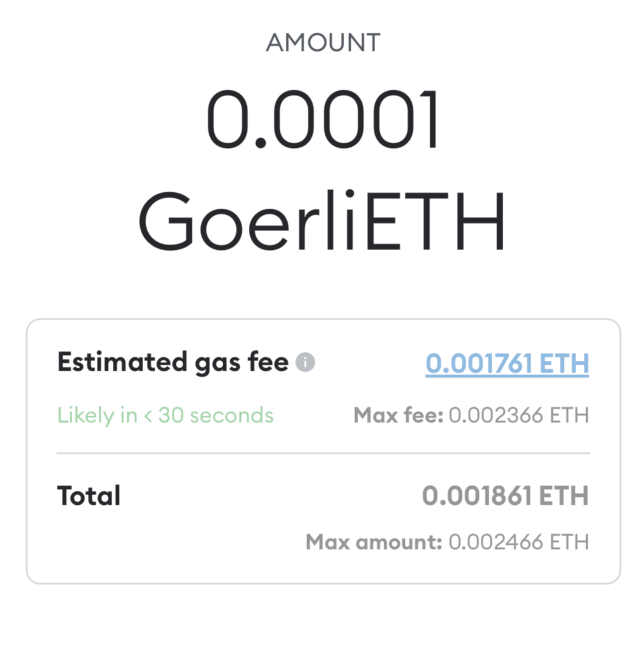 AMOUNT
0.0001
GoerliETH
Estimated gas fee 0.001761 ETH
Likely in < 30 seconds Max fee: 0.002366 ETH
Total 0.001861 ETH
Max amount: 0.002466 ETH